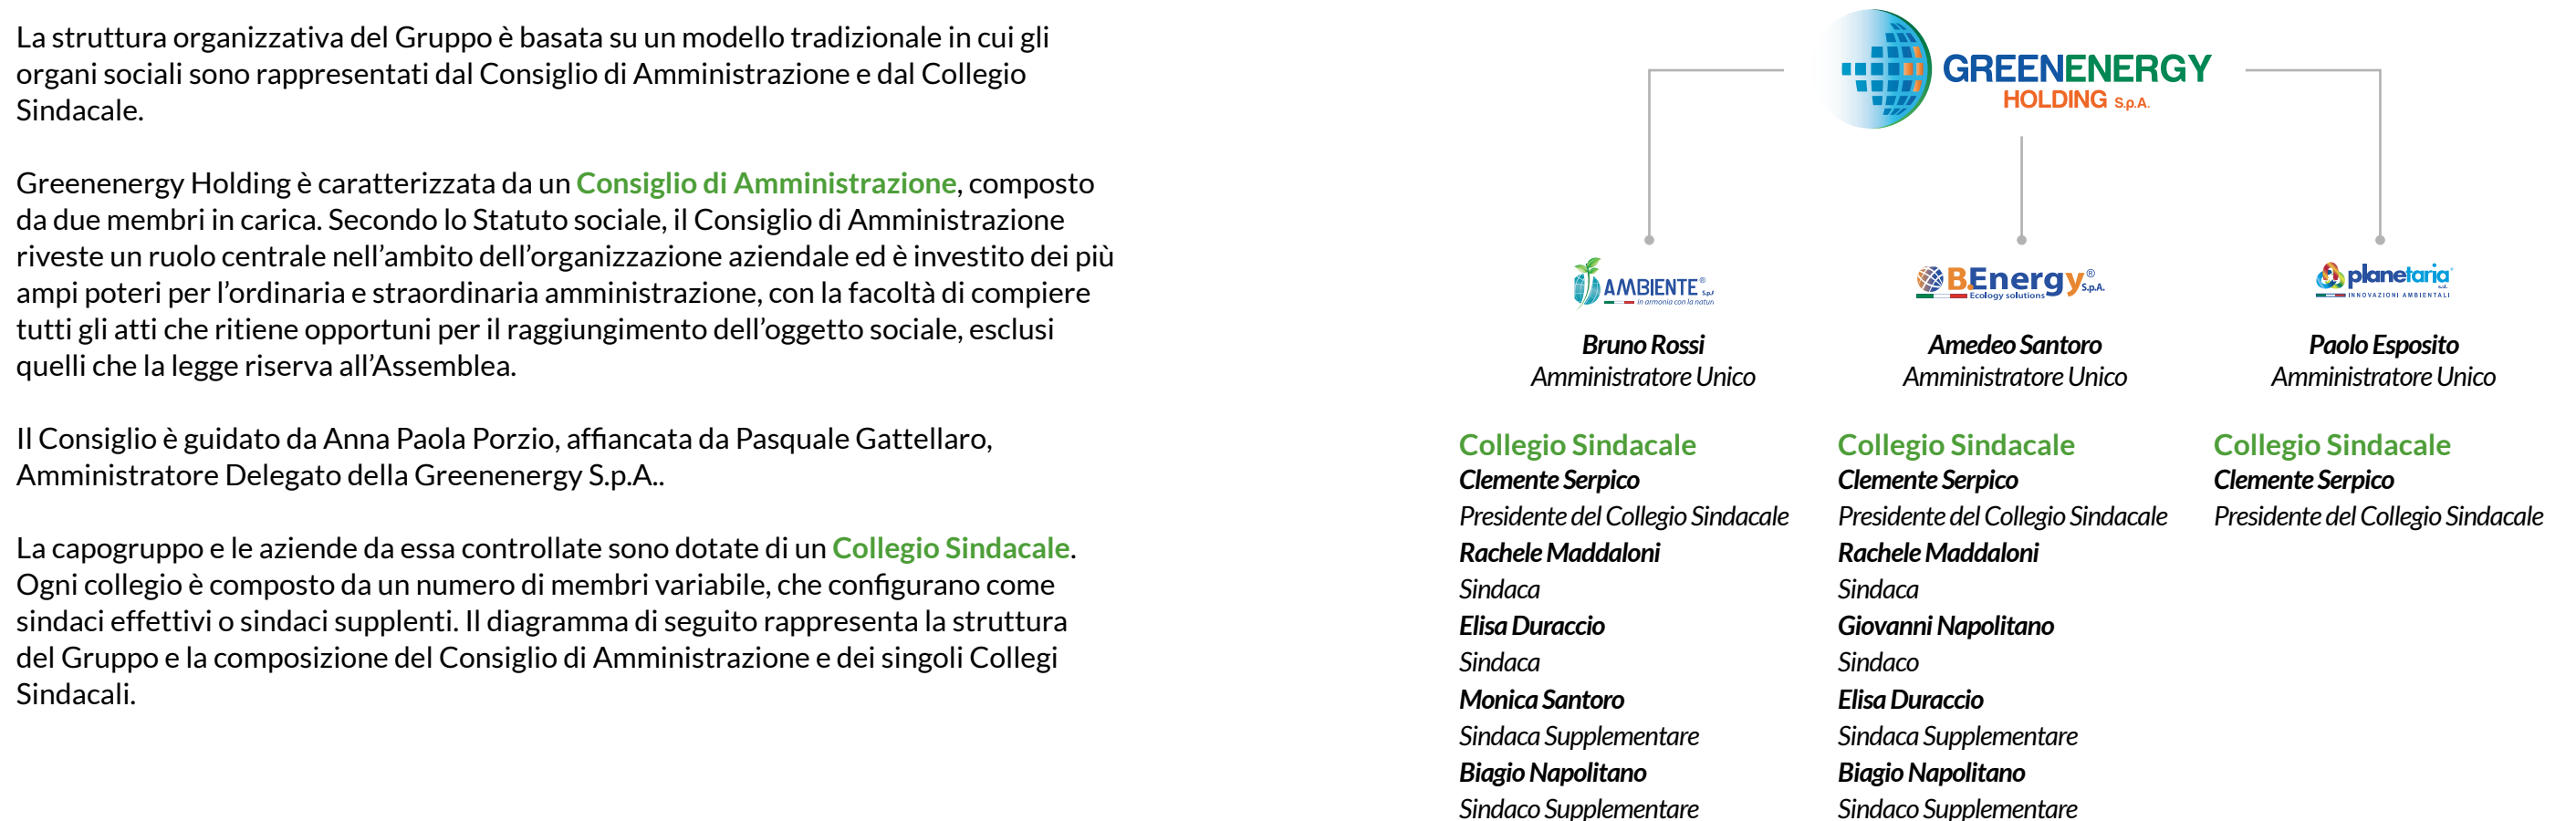 La struttura organizzativa del Gruppo è basata su un modello tradizionale in cui gli
organi sociali sono rappresentati dal Consiglio di Amministrazione e dal Collegio
Sindacale.
Greenenergy Holding è caratterizzata da un Consiglio di Amministrazione, composto
da due membri in carica. Secondo lo Statuto sociale, il Consiglio di Amministrazione
riveste un ruolo centrale nell’ambito dell’organizzazione aziendale ed è investito dei più
ampi poteri per l’ordinaria e straordinaria amministrazione, con la facoltà di compiere
tutti gli atti che ritiene opportuni per il raggiungimento dell’oggetto sociale, esclusi
quelli che la legge riserva all’Assemblea.
Il Consiglio è guidato da Anna Paola Porzio, affiancata da Pasquale Gattellaro,
Amministratore Delegato della Greenenergy S.p.A..
La capogruppo e le aziende da essa controllate sono dotate di un Collegio Sindacale.
Ogni collegio è composto da un numero di membri variabile, che configurano come
sindaci effettivi o sindaci supplenti. Il diagramma di seguito rappresenta la struttura
del Gruppo e la composizione del Consiglio di Amministrazione e dei singoli Collegi
Sindacali.
GREENENERGY
HOLDING S.p.A.
AMBIENTE® S.p.A
in armonia con la natur
Bruno Rossi
Amministratore Unico
Collegio Sindacale
Clemente Serpico
Presidente del Collegio Sindacale
Rachele Maddaloni
Sindaca
Elisa Duraccio
Sindaca
Monica Santoro
Sindaca Supplementare
Biagio Napolitano
Sindaco Supplementare
B.Energy® S.p.A.
Ecology solutions
Amedeo Santoro
Amministratore Unico
Collegio Sindacale
Clemente Serpico
Presidente del Collegio Sindacale
Rachele Maddaloni
Sindaca
Giovanni Napolitano
Sindaco
Elisa Duraccio
Sindaca Supplementare
Biagio Napolitano
Sindaco Supplementare
planetaria®
INNOVAZIONI AMBIENTALI
Paolo Esposito
Amministratore Unico
Collegio Sindacale
Clemente Serpico
Presidente del Collegio Sindacale